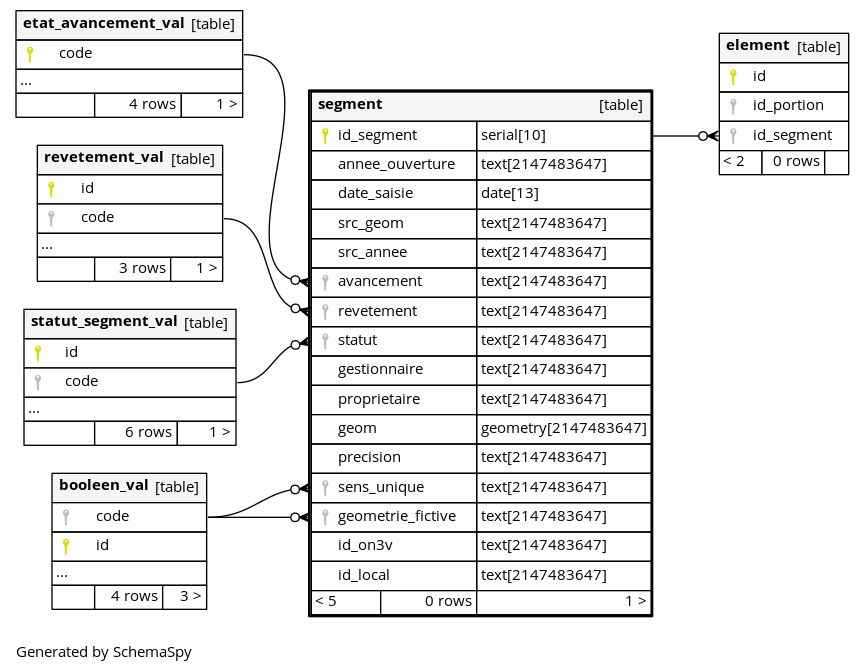 etat_avancement_val [table]
code
...
4 rows 1 >
revetement_val [table]
id
code
...
3 rows 1 >
statut_segment_val [table]
id
code
...
6 rows 1 >
booleen_val [table]
code
id
...
4 rows 3 >
segment [table]
id_segment serial[10]
annee_ouverture text[2147483647]
date_saisie date[13]
src_geom text[2147483647]
src_annee text[2147483647]
avancement text[2147483647]
revetement text[2147483647]
statut text[2147483647]
gestionnaire text[2147483647]
proprietaire text[2147483647]
geom geometry[2147483647]
precision text[2147483647]
sens_unique text[2147483647]
geometrie_fictive text[2147483647]
id_on3v text[2147483647]
id_local text[2147483647]
< 5 0 rows 1 >
element [table]
id
id_portion
id_segment
< 2 0 rows
Generated by SchemaSpy